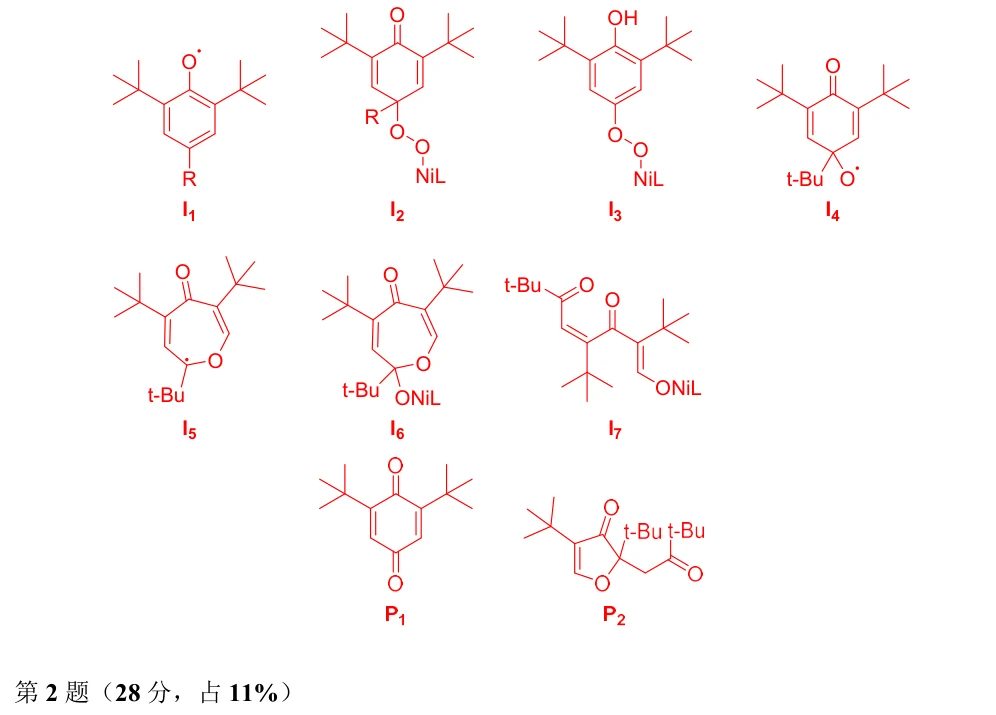 O• O OH O
R O O NiL O O NiL t-Bu O•
R
I1 I2 I3 I4
O O t-Bu O O
O O t-Bu ONiL ONiL
t-Bu
I5 I6 I7
O O t-Bu t-Bu
O O O
P1 P2
第 2 题（28 分，占 11%）